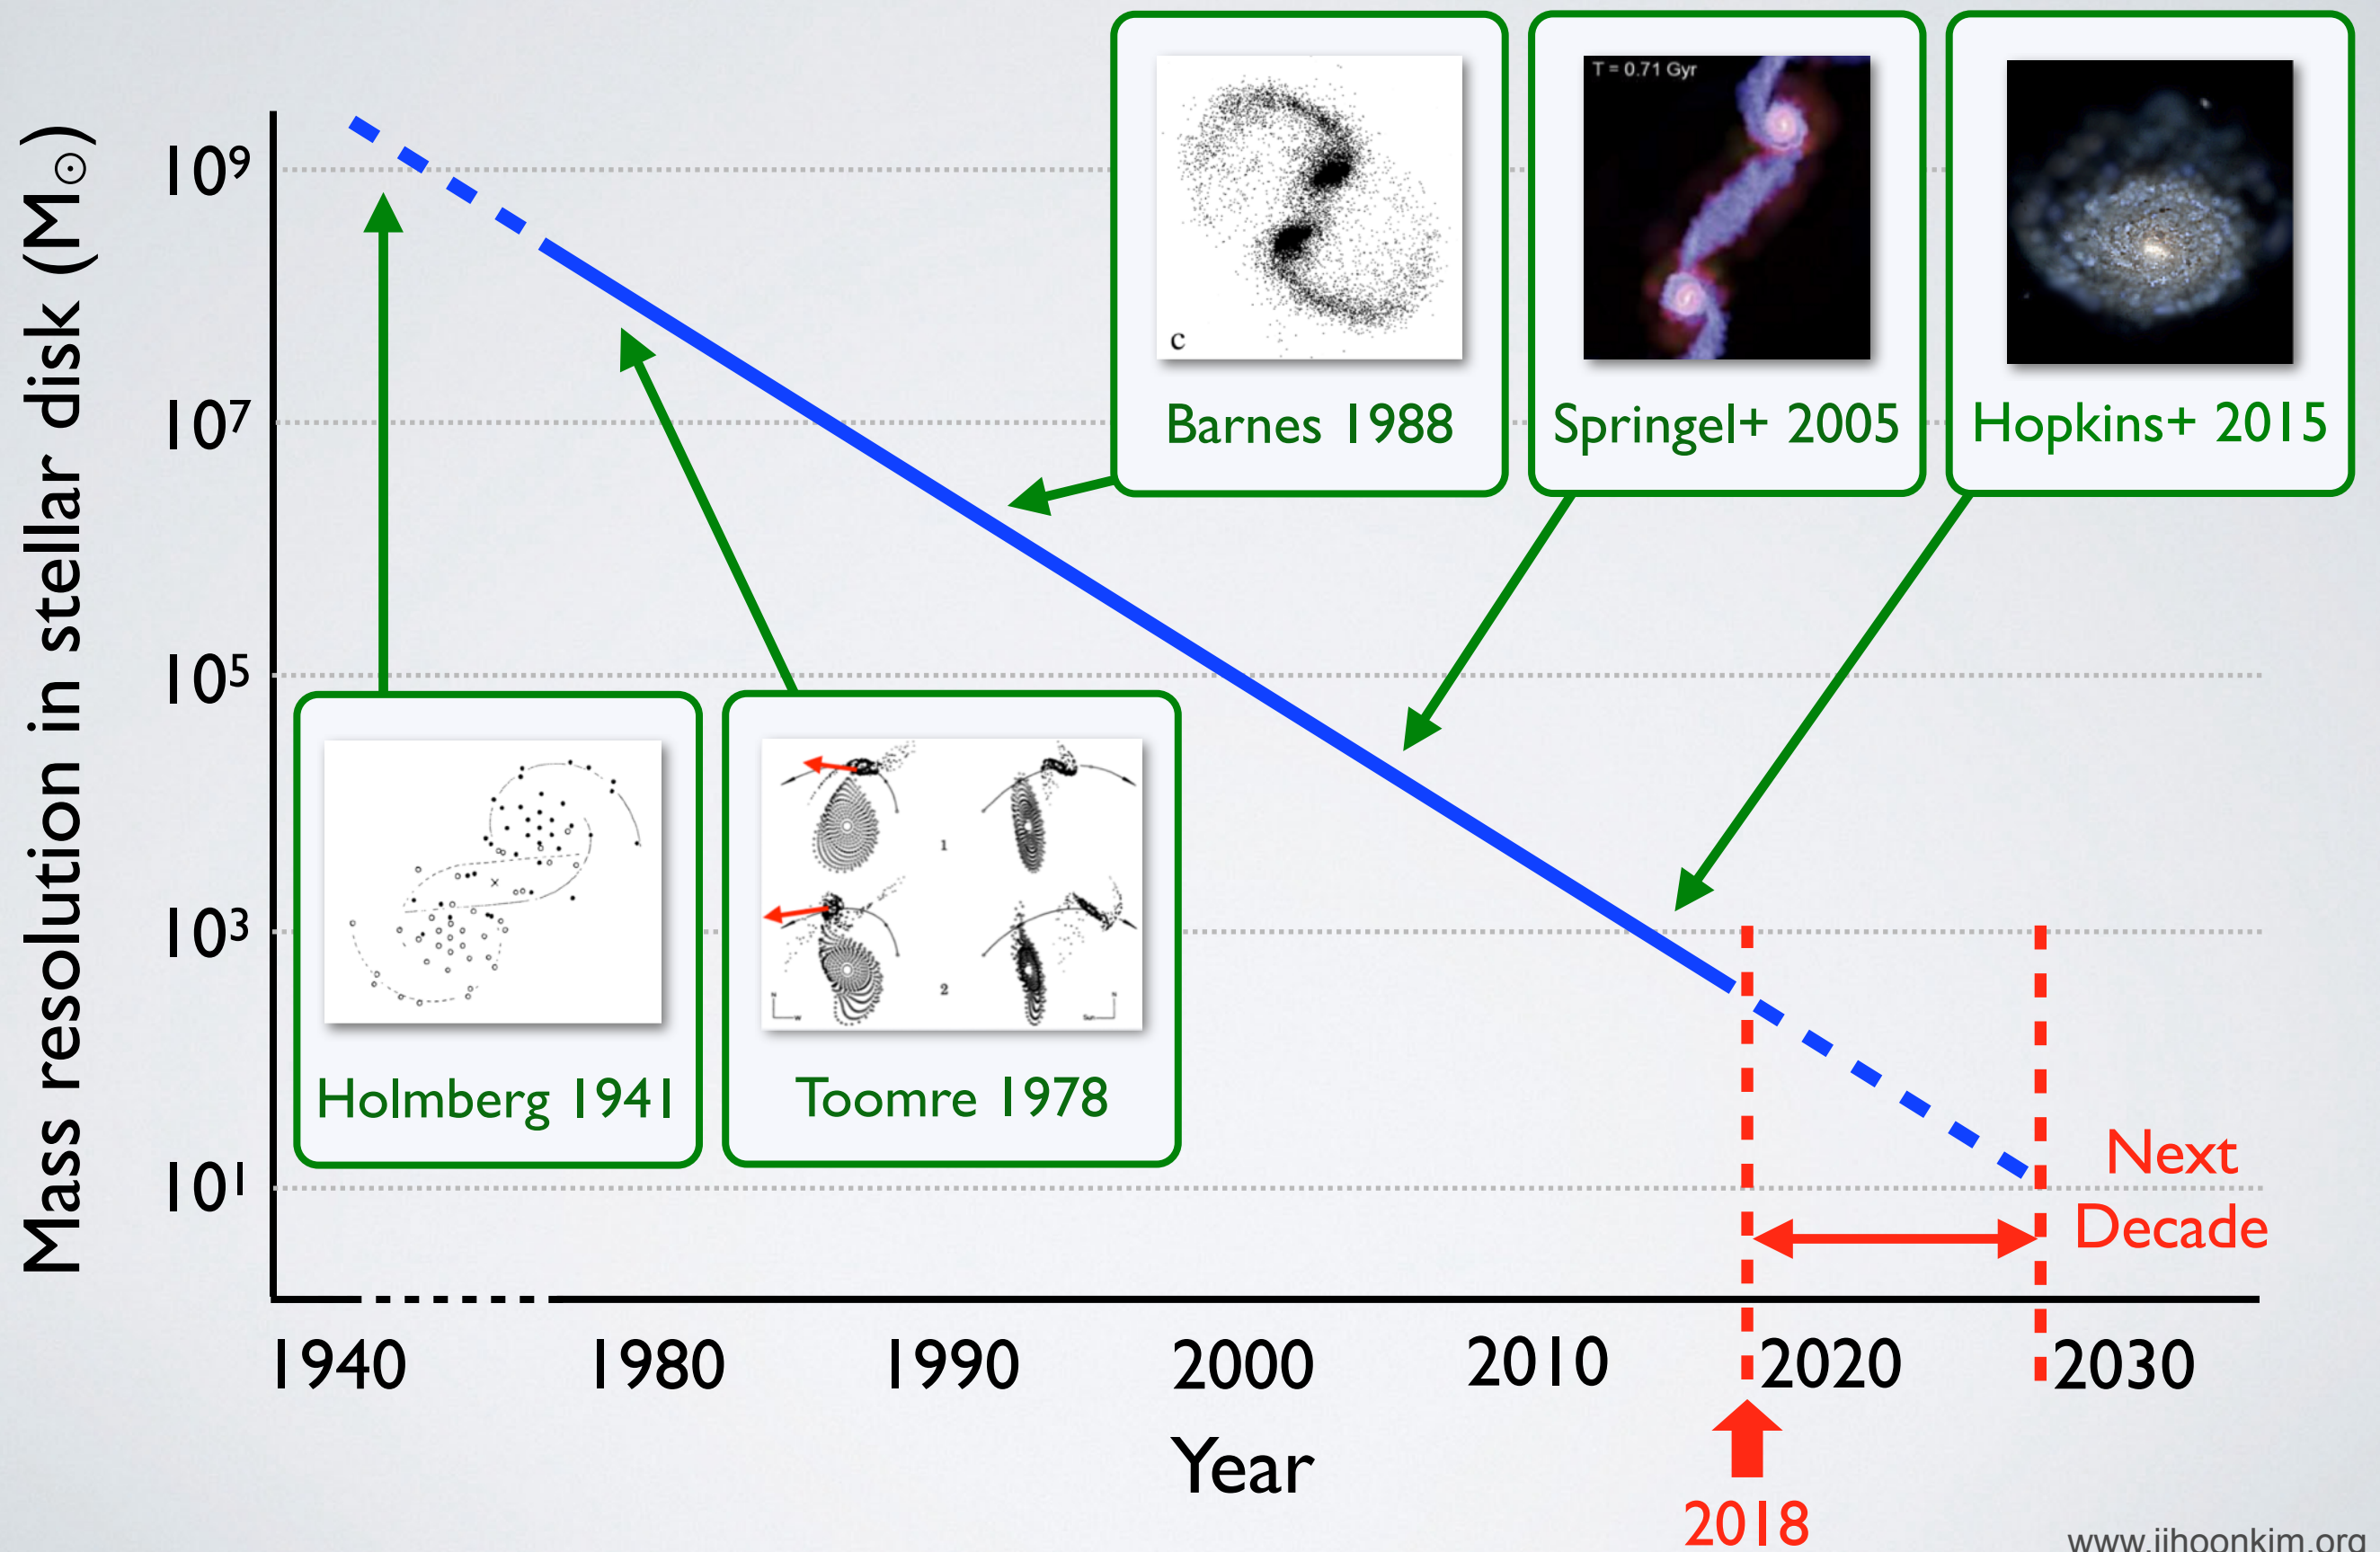 Mass resolution in stellar disk (M☉)
10⁹
10⁷
10⁵
10³
10¹
T = 0.71 Gyr
c
Barnes 1988
Springel+ 2005
Hopkins+ 2015
1
2
N
W
N
Sun
Holmberg 1941
Toomre 1978
Next
Decade
1940
1980
1990
2000
2010
2020
2030
Year
2018
www.jihoonkim.org